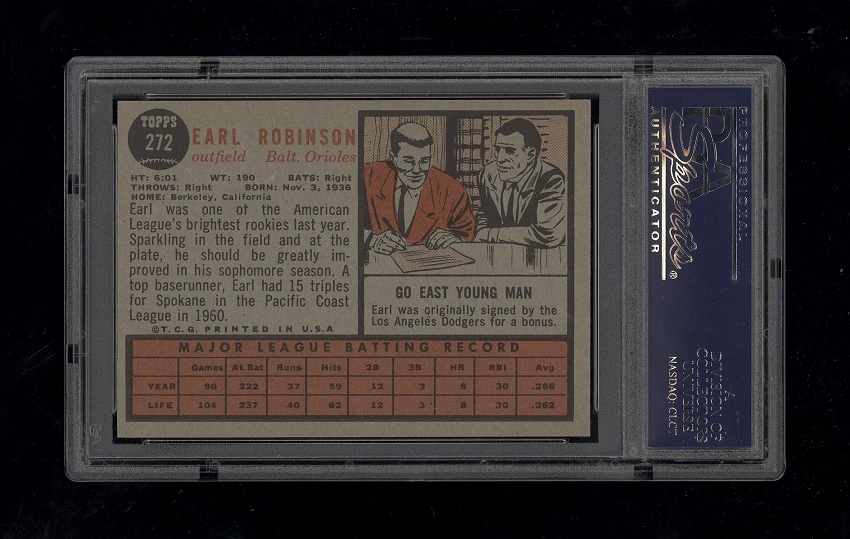 TOPPS
272
EARL ROBINSON
outfield Balt. Orioles
HT: 6;01 WT: 190 BATS: Right
THROWS: Right BORN: Nov. 3, 1936
HOME: Berkeley, California
Earl was one of the American
League's brightest rookies last year.
Sparkling in the field and at the
plate, he should be greatly im-
proved in his sophomore season. A
top baserunner, Earl had 15 triples
for Spokane in the Pacific Coast
League in 1960.
©T.C.G. PRINTED IN U.S.A
GO EAST YOUNG MAN
Earl was originally signed by the
Los Angeles Dodgers for a bonus.
MAJOR LEAGUE BATTING RECORD
Games At Bat Runs Hits 2B 3B HR RBI Avg
YEAR 96 222 37 59 12 3 8 30 .266
LIFE 104 237 40 62 12 3 8 30 .262
PROFESSIONAL
PSA
Sports®
AUTHENTICATOR
A
DIVISION OF
COLLECTORS
UNIVERSE
NASDAQ: CLCT